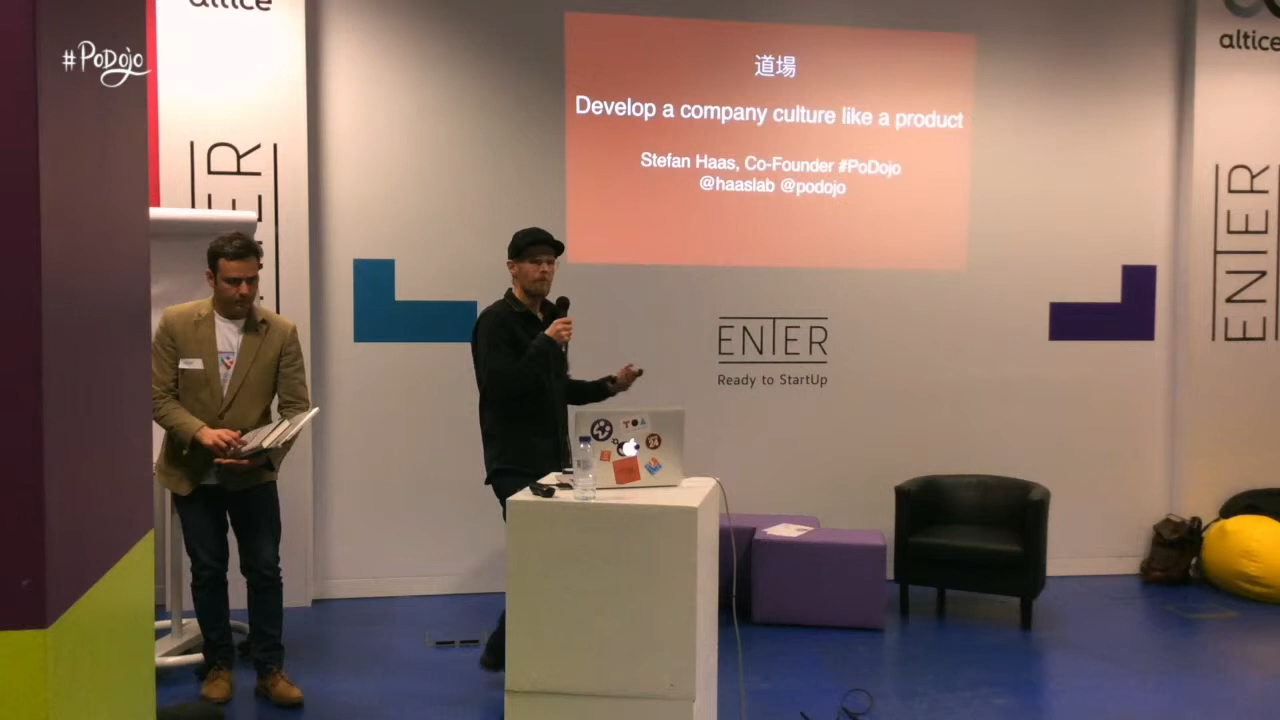 altice
#PODojo
ENTER
道場
Develop a company culture like a product
Stefan Haas, Co-Founder #PoDojo
@haaslab @podojo
ENTER
Ready to StartUp
altice
ENTER
TOA